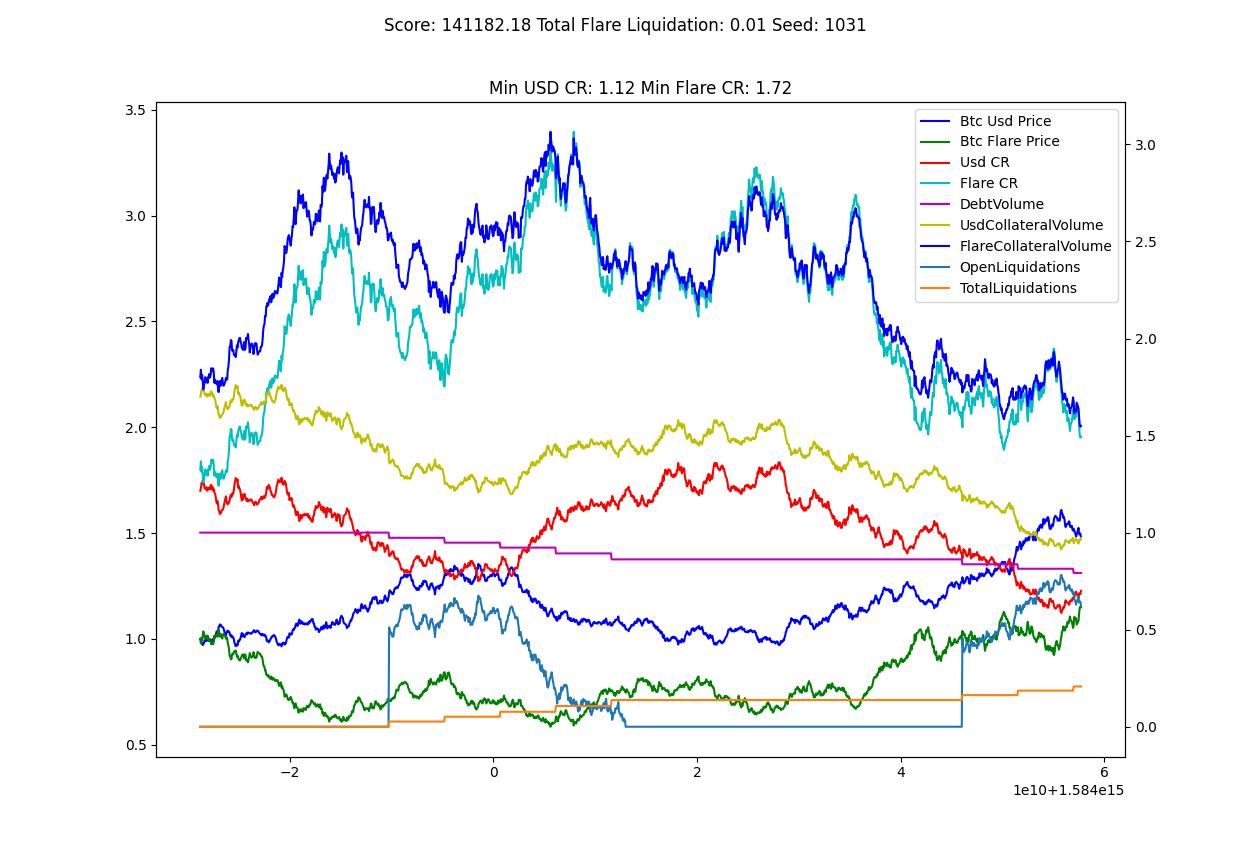 Score: 141182.18 Total Flare Liquidation: 0.01 Seed: 1031
Min USD CR: 1.12 Min Flare CR: 1.72
3.5
3.0
2.5
2.0
1.5
1.0
0.5
Btc Usd Price
Btc Flare Price
Usd CR
Flare CR
DebtVolume
UsdCollateralVolume
FlareCollateralVolume
OpenLiquidations
TotalLiquidations
3.0
2.5
2.0
1.5
1.0
0.5
0.0
−2 0 2 4 6
1e10+1.584e15